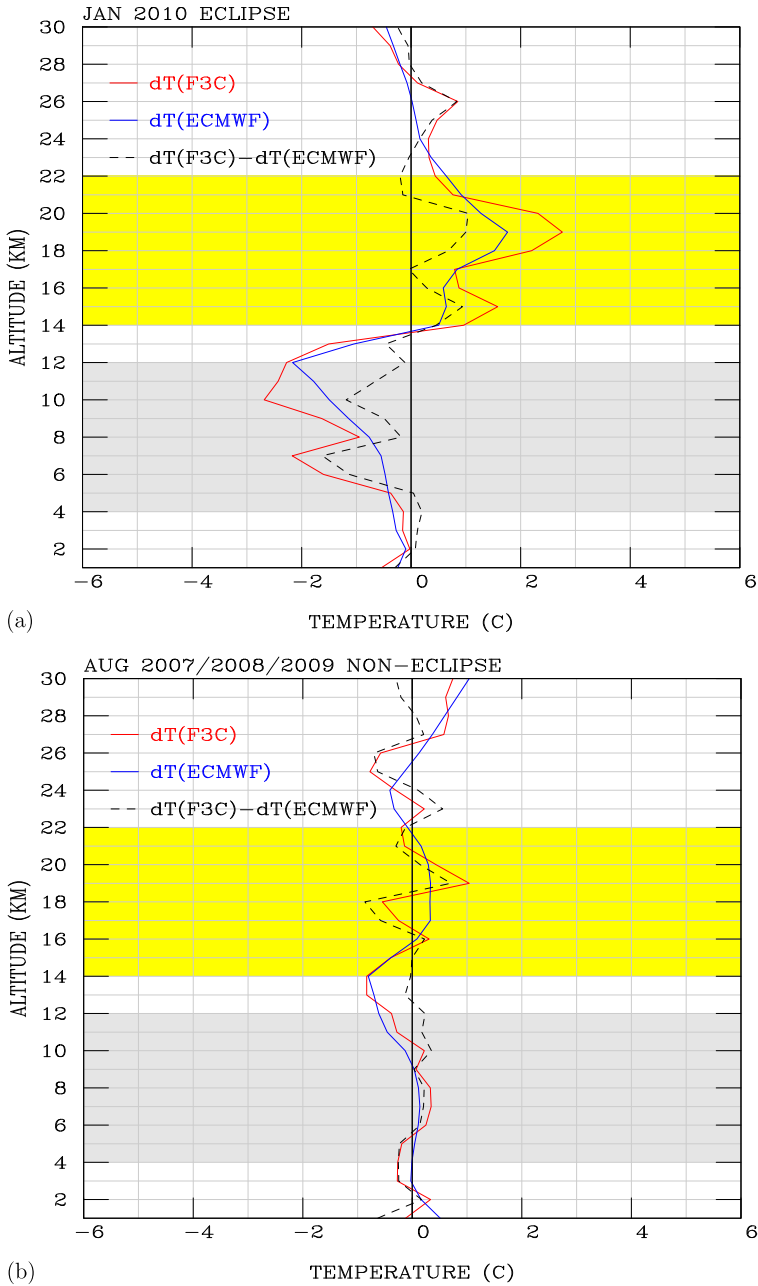 JAN 2010 ECLIPSE
30
28
26
24
22
20
18
16
14
12
10
8
6
4
2
ALTITUDE (KM)
dT(F3C)
dT(ECMWF)
dT(F3C)−dT(ECMWF)
−6 −4 −2 0 2 4 6
(a) TEMPERATURE (C)
AUG 2007/2008/2009 NON−ECLIPSE
30
28
26
24
22
20
18
16
14
12
10
8
6
4
2
ALTITUDE (KM)
dT(F3C)
dT(ECMWF)
dT(F3C)−dT(ECMWF)
−6 −4 −2 0 2 4 6
(b) TEMPERATURE (C)